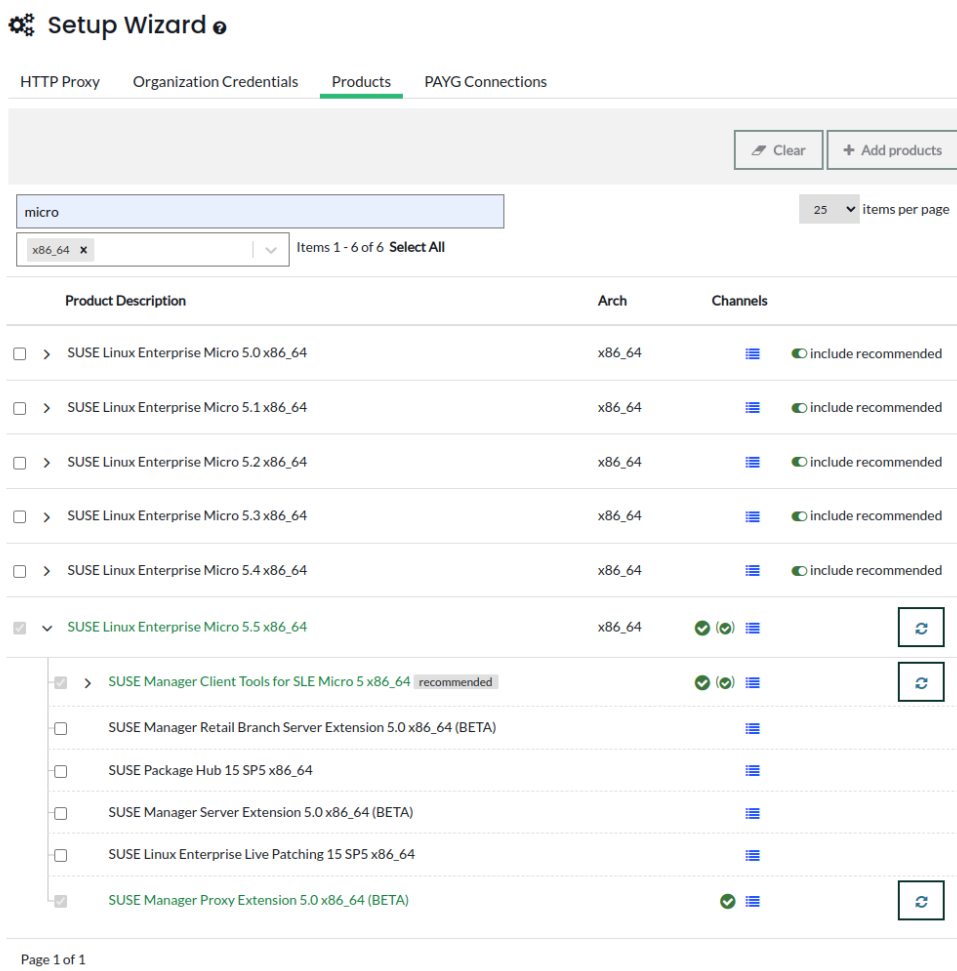 Setup Wizard
HTTP Proxy Organization Credentials Products PAYG Connections
Clear + Add products
micro
25 items per page
x86_64 x Items 1 - 6 of 6 Select All
Product Description Arch Channels
SUSE Linux Enterprise Micro 5.0 x86_64 x86_64 include recommended
SUSE Linux Enterprise Micro 5.1 x86_64 x86_64 include recommended
SUSE Linux Enterprise Micro 5.2 x86_64 x86_64 include recommended
SUSE Linux Enterprise Micro 5.3 x86_64 x86_64 include recommended
SUSE Linux Enterprise Micro 5.4 x86_64 x86_64 include recommended
SUSE Linux Enterprise Micro 5.5 x86_64 x86_64
SUSE Manager Client Tools for SLE Micro 5 x86_64 recommended
SUSE Manager Retail Branch Server Extension 5.0 x86_64 (BETA)
SUSE Package Hub 15 SP5 x86_64
SUSE Manager Server Extension 5.0 x86_64 (BETA)
SUSE Linux Enterprise Live Patching 15 SP5 x86_64
SUSE Manager Proxy Extension 5.0 x86_64 (BETA)
Page 1 of 1